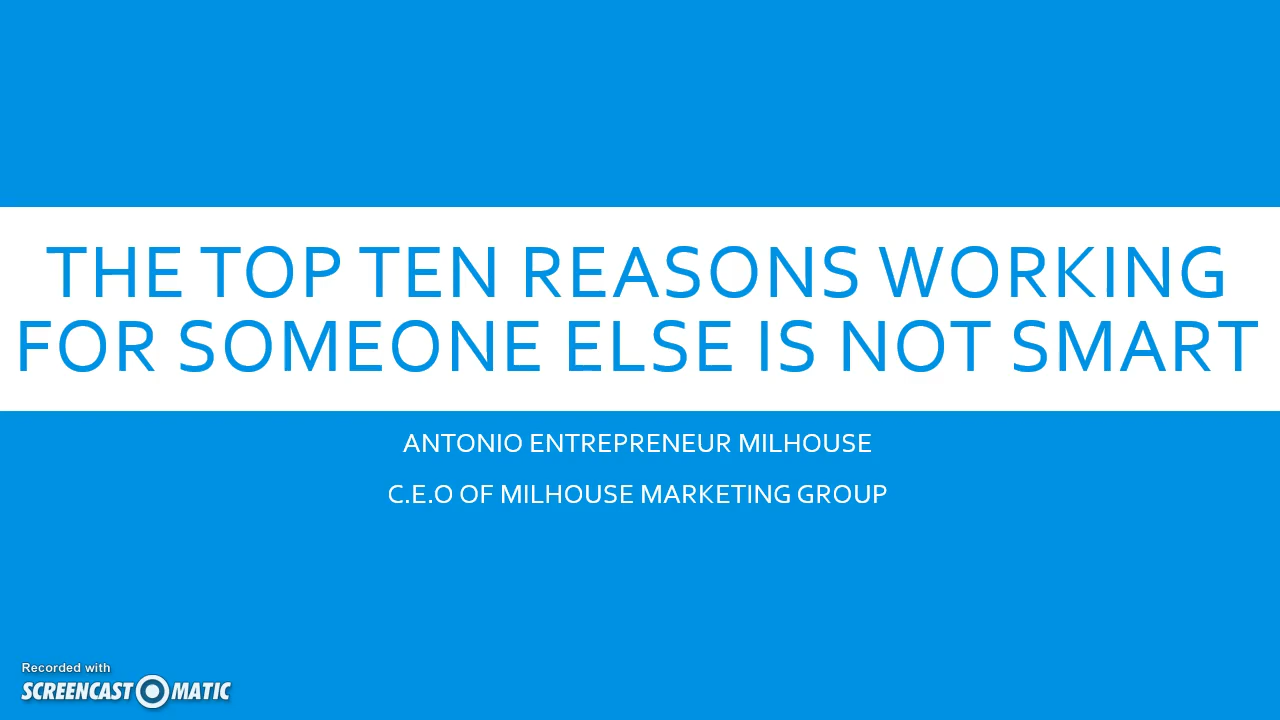 THE TOP TEN REASONS WORKING
FOR SOMEONE ELSE IS NOT SMART
ANTONIO ENTREPRENEUR MILHOUSE
C.E.O OF MILHOUSE MARKETING GROUP
Recorded with
SCREENCAST MATIC